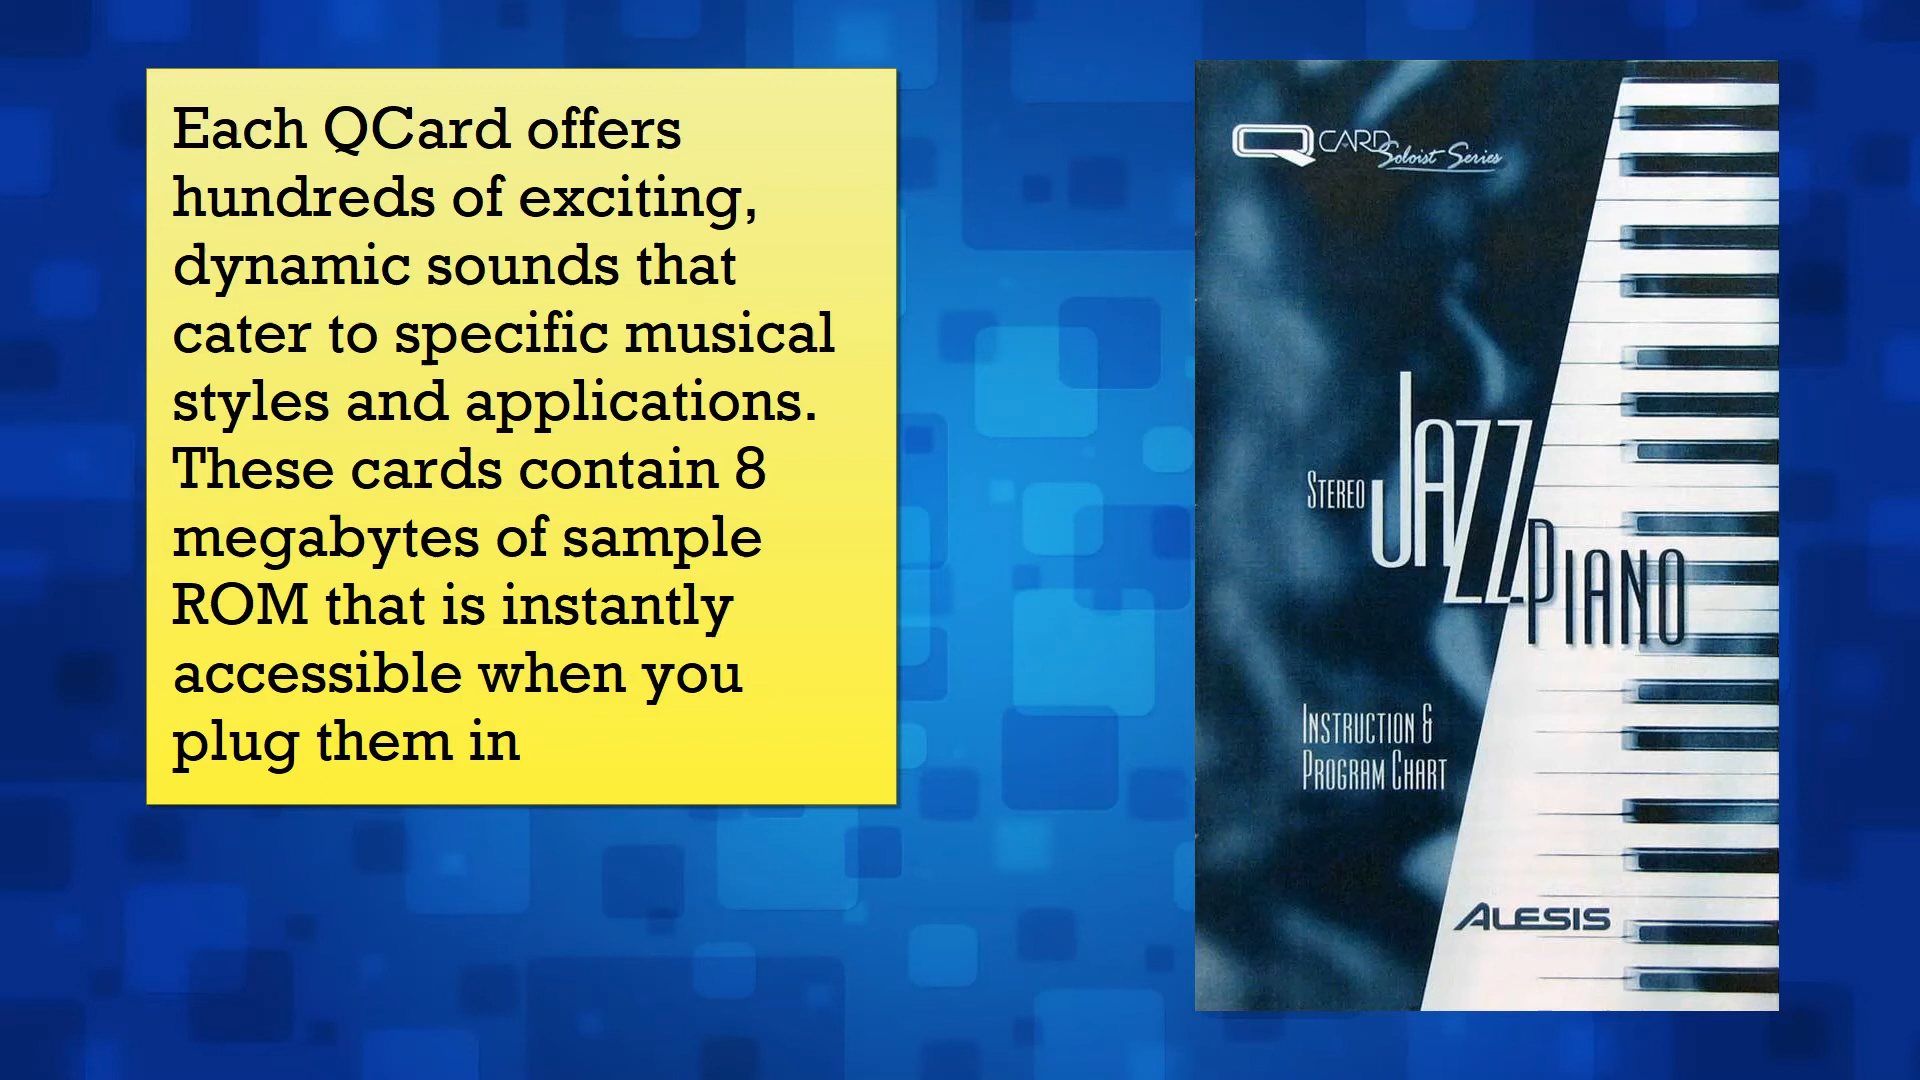 Each QCard offers
hundreds of exciting,
dynamic sounds that
cater to specific musical
styles and applications.
These cards contain 8
megabytes of sample
ROM that is instantly
accessible when you
plug them in
Q CARD Soloist Series
STEREO JAZZ PIANO
INSTRUCTION &
PROGRAM CHART
ALESIS